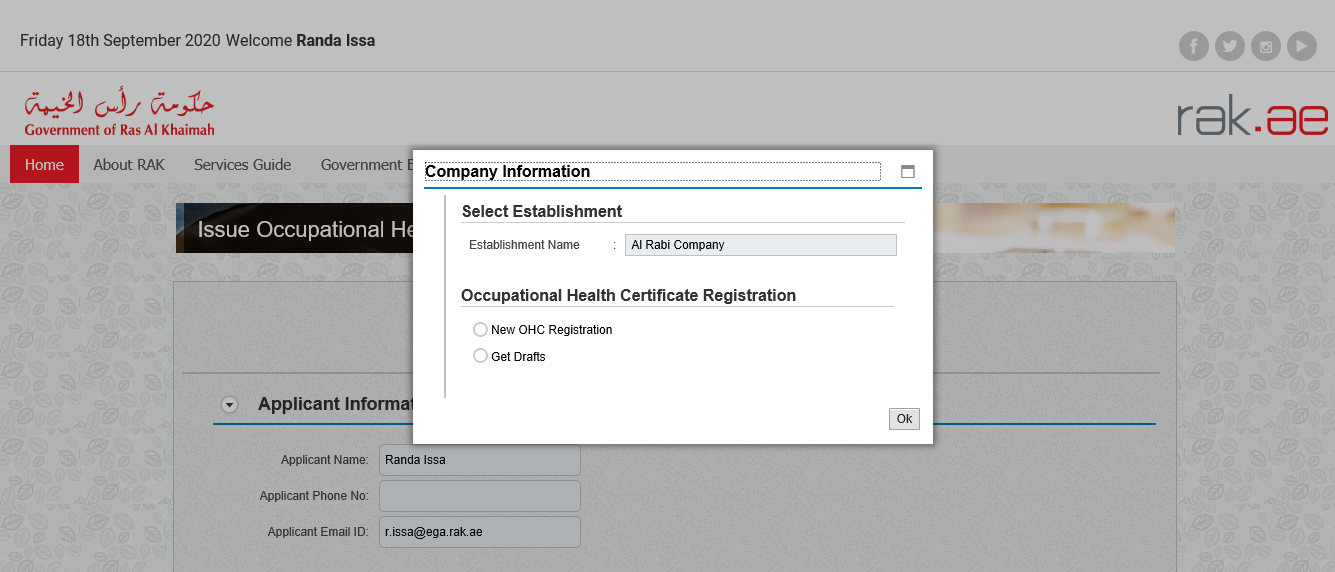 Friday 18th September 2020 Welcome Randa Issa
حكومة رأس الخيمة
Government of Ras Al Khaimah
rak.ae
Home About RAK Services Guide Government
Company Information
Issue Occupational
Select Establishment
Establishment Name : Al Rabi Company
Occupational Health Certificate Registration
New OHC Registration
Get Drafts
Ok
Applicant
Applicant Name: Randa Issa
Applicant Phone No:
Applicant Email ID: r.issa@ega.rak.ae